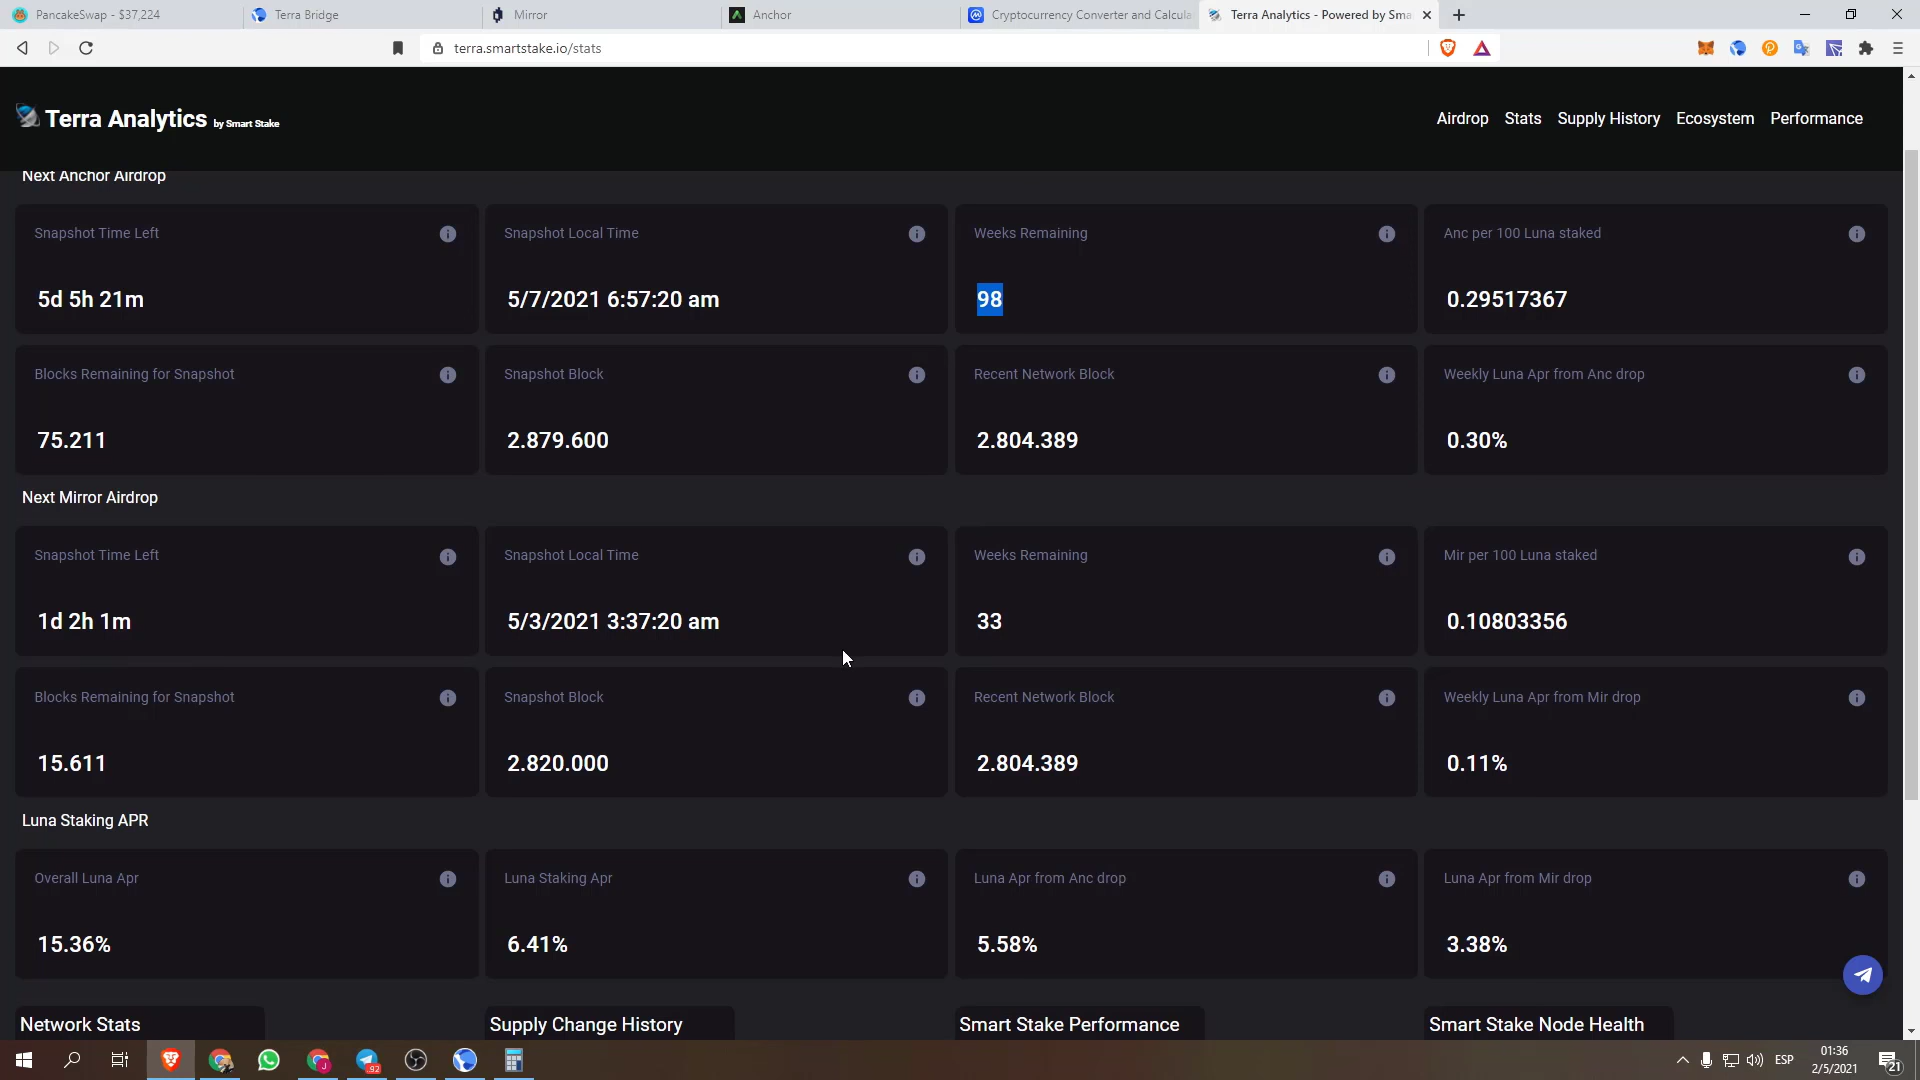 PancakeSwap - $37,224
Terra Bridge
Mirror
Anchor
Cryptocurrency Converter and Calcula
Terra Analytics - Powered by Sma
terra.smartstake.io/stats
Terra Analytics by Smart Stake
Airdrop Stats Supply History Ecosystem Performance
Next Anchor Airdrop
Snapshot Time Left
5d 5h 21m
Snapshot Local Time
5/7/2021 6:57:20 am
Weeks Remaining
98
Anc per 100 Luna staked
0.29517367
Blocks Remaining for Snapshot
75.211
Snapshot Block
2.879.600
Recent Network Block
2.804.389
Weekly Luna Apr from Anc drop
0.30%
Next Mirror Airdrop
Snapshot Time Left
1d 2h 1m
Snapshot Local Time
5/3/2021 3:37:20 am
Weeks Remaining
33
Mir per 100 Luna staked
0.10803356
Blocks Remaining for Snapshot
15.611
Snapshot Block
2.820.000
Recent Network Block
2.804.389
Weekly Luna Apr from Mir drop
0.11%
Luna Staking APR
Overall Luna Apr
15.36%
Luna Staking Apr
6.41%
Luna Apr from Anc drop
5.58%
Luna Apr from Mir drop
3.38%
Network Stats
Supply Change History
Smart Stake Performance
Smart Stake Node Health
92
ESP
01:36
2/5/2021
21